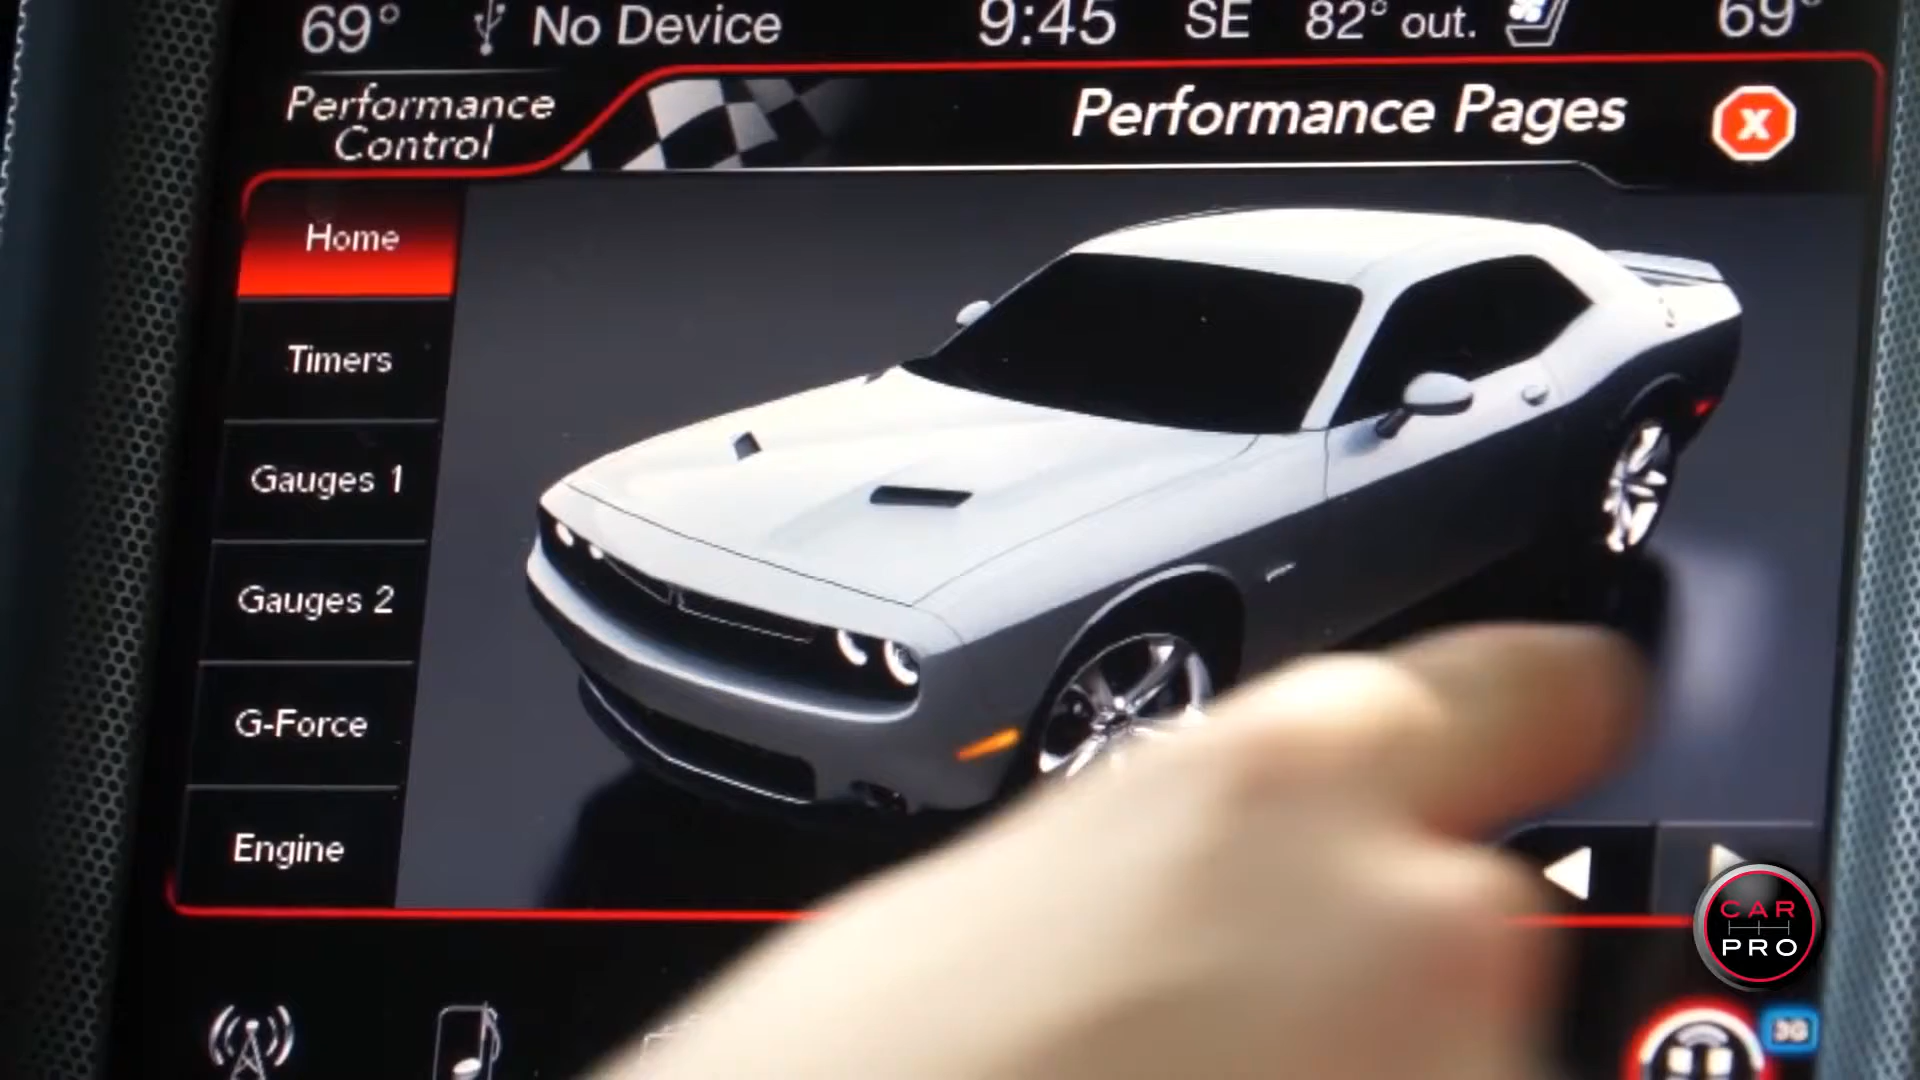 69° No Device 9:45 SE 82° out. 69°
Performance
Control
Performance Pages
X
Home
Timers
Gauges 1
Gauges 2
G-Force
Engine
CAR
PRO
3G